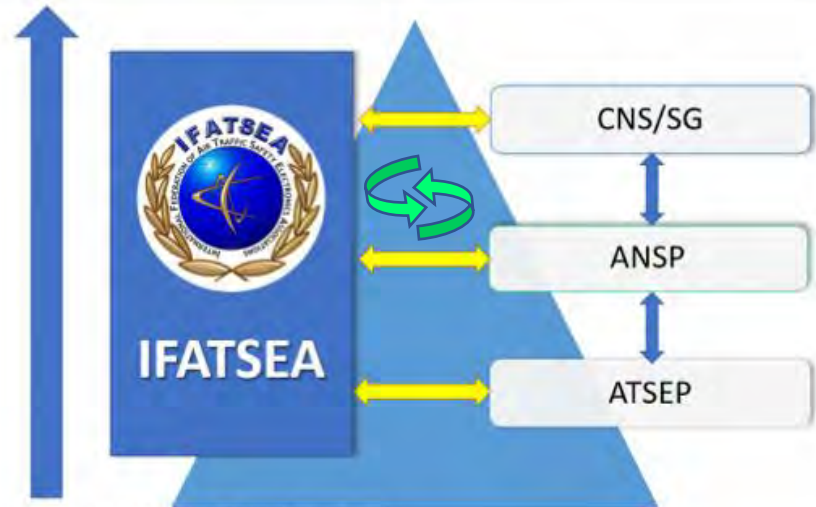 IFATSEA
INTERNATIONAL FEDERATION OF AIR TRAFFIC SAFETY ELECTRONICS ASSOCIATIONS
IFATSEA
CNS/SG
ANSP
ATSEP